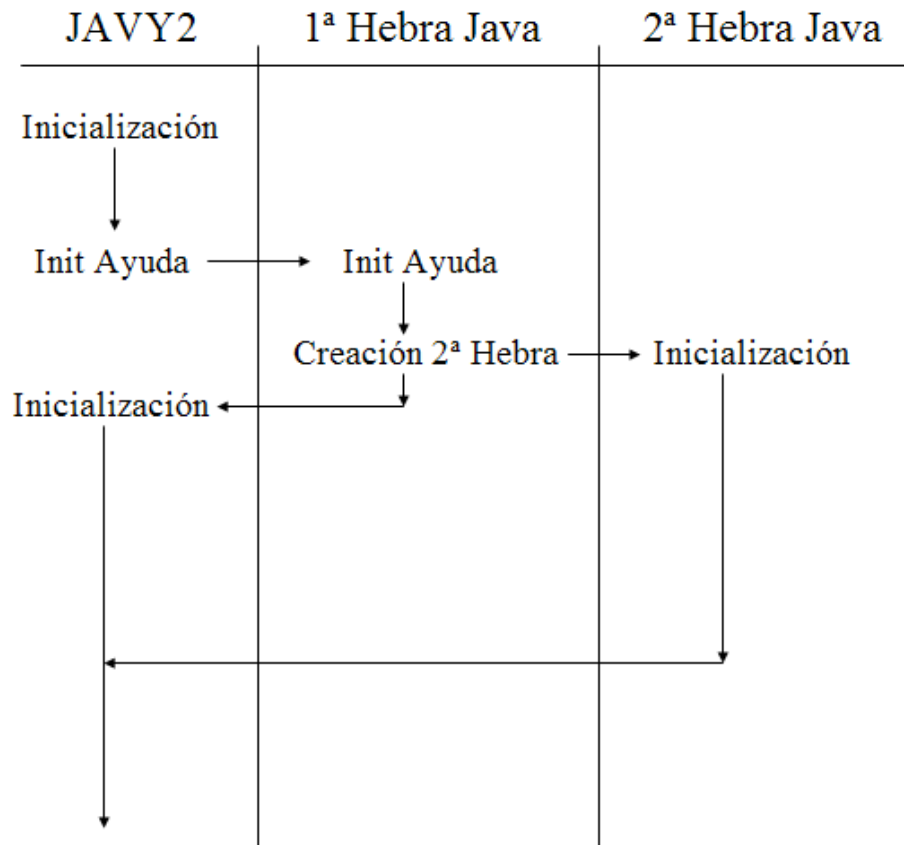 JAVY2 1ª Hebra Java 2ª Hebra Java
Inicialización
Init Ayuda Init Ayuda
Creación 2ª Hebra Inicialización
Inicialización